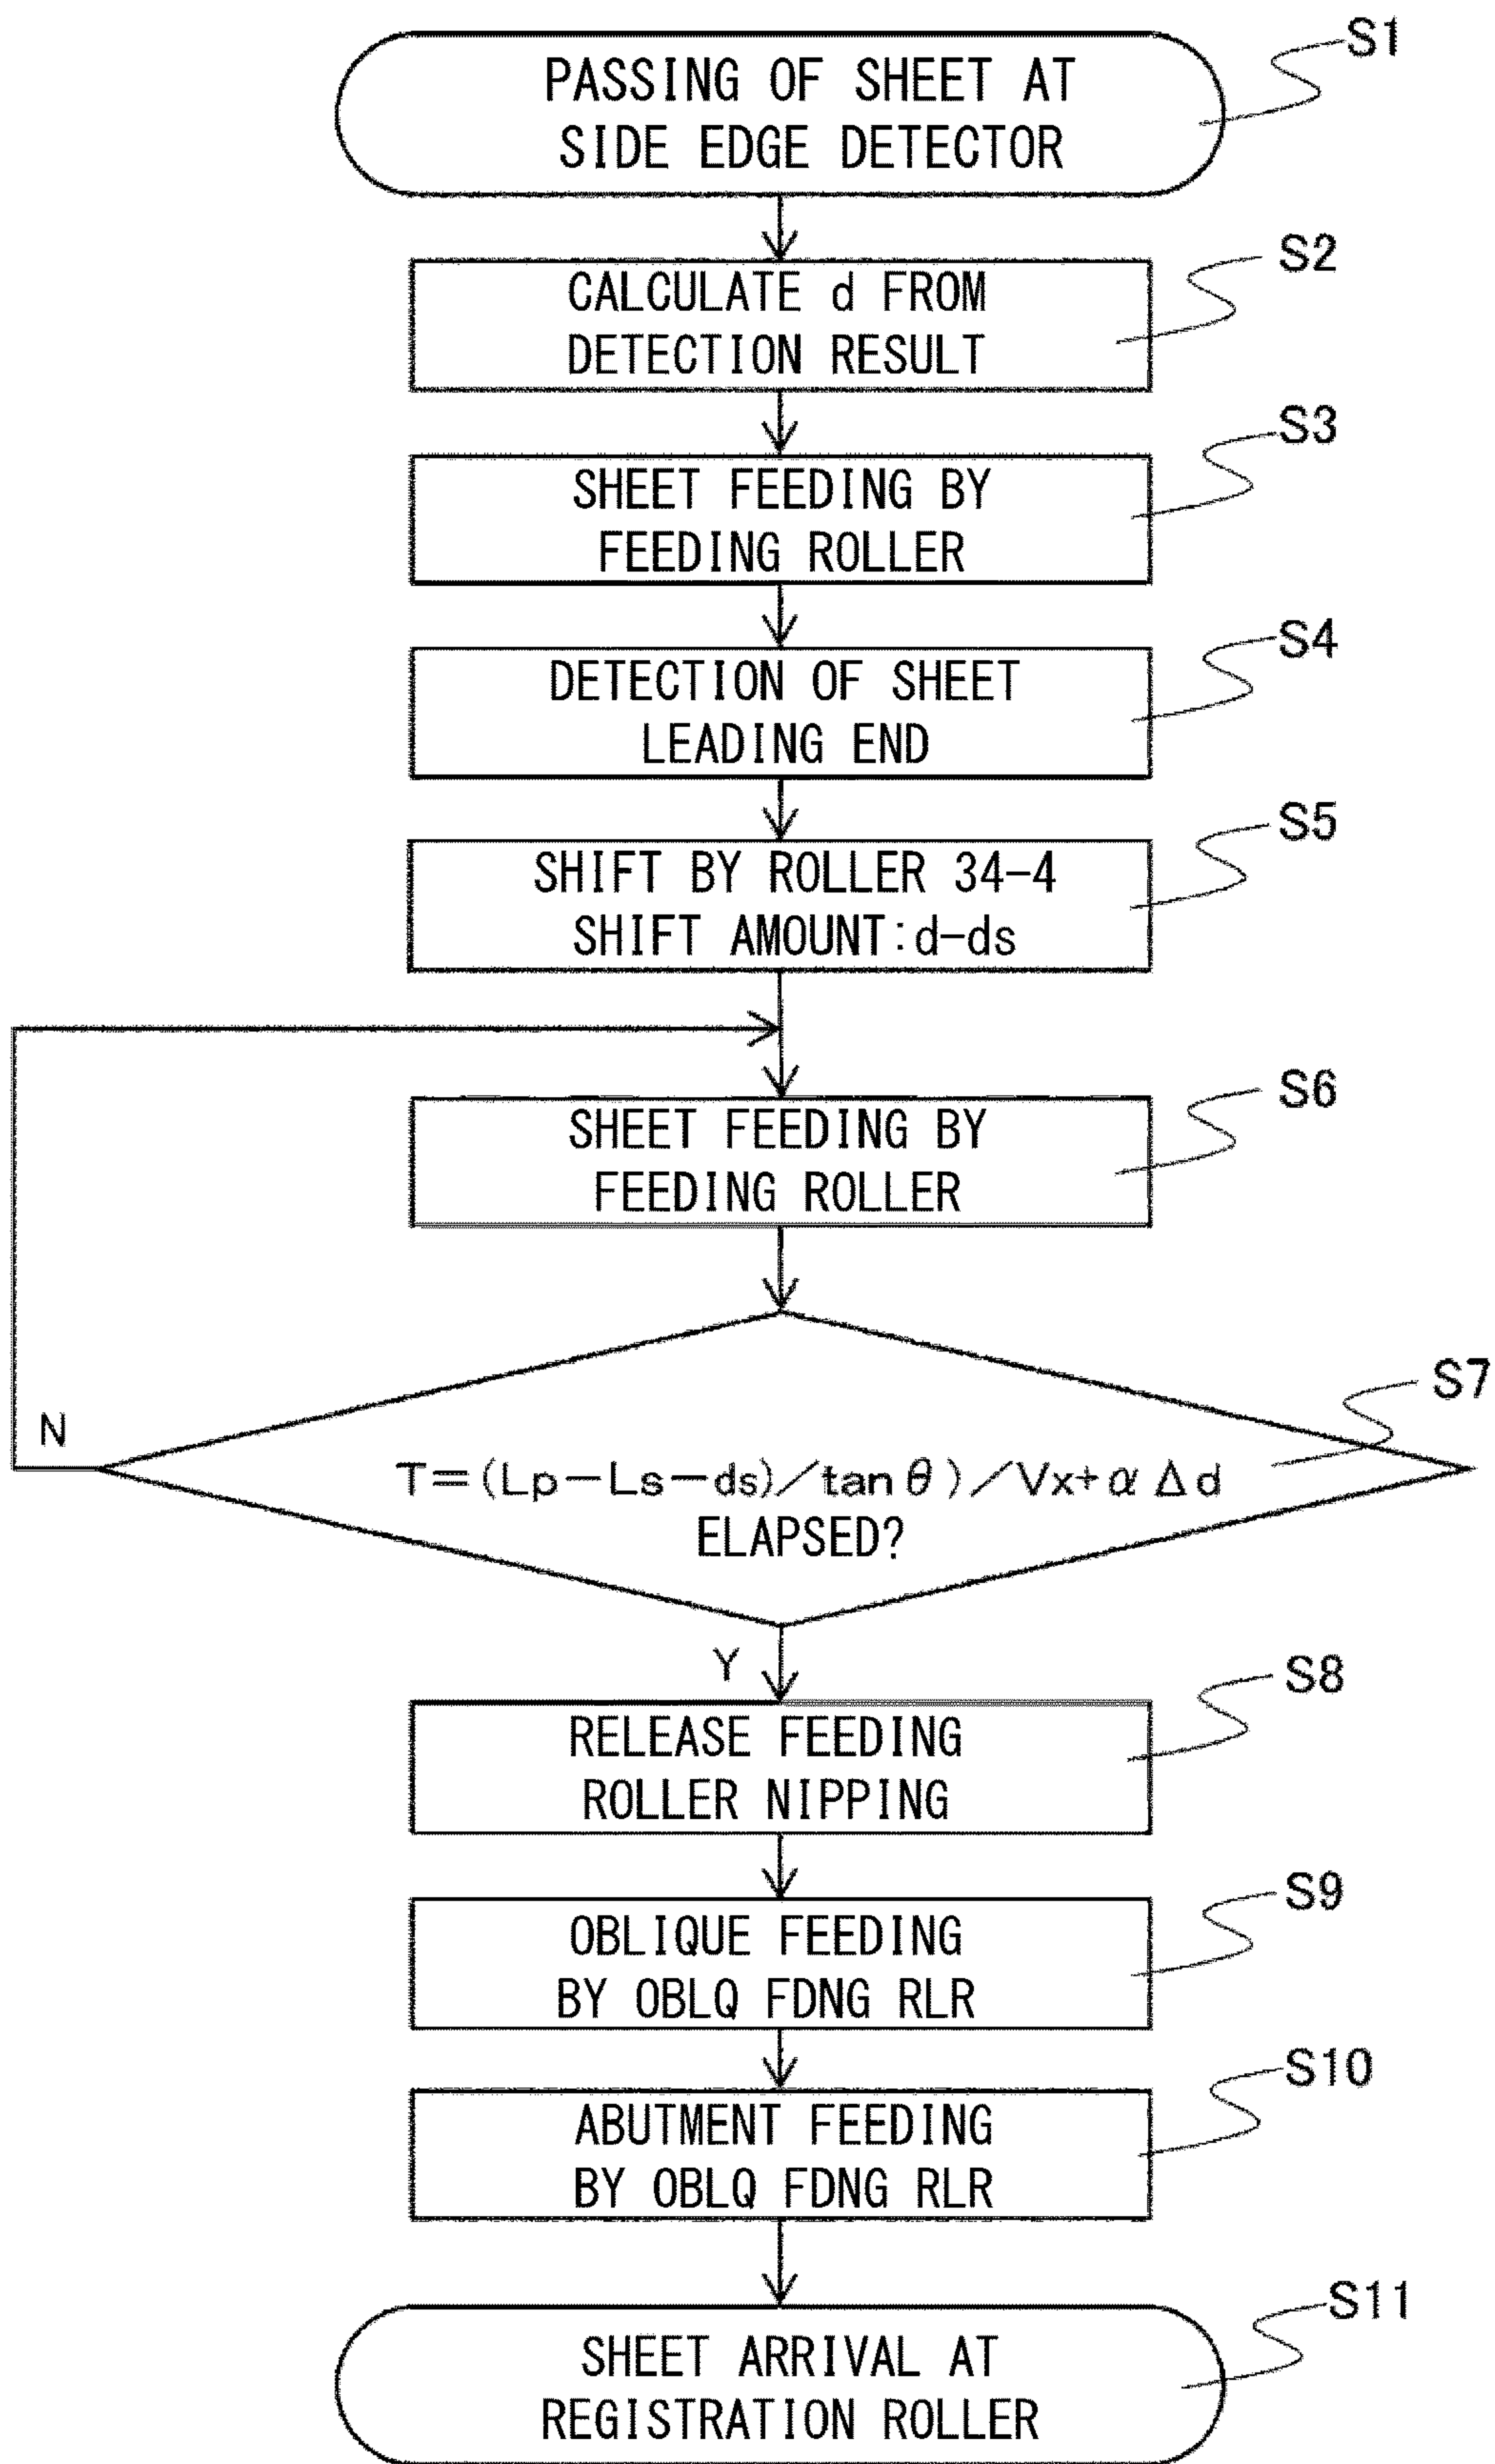 PASSING OF SHEET AT
SIDE EDGE DETECTOR
S1
CALCULATE d FROM
DETECTION RESULT
S2
SHEET FEEDING BY
FEEDING ROLLER
S3
DETECTION OF SHEET
LEADING END
S4
SHIFT BY ROLLER 34-4
SHIFT AMOUNT:d-ds
S5
SHEET FEEDING BY
FEEDING ROLLER
S6
T=(Lp-Ls-ds)/tanθ)/Vx+αΔd
ELAPSED?
S7
N
Y
RELEASE FEEDING
ROLLER NIPPING
S8
OBLIQUE FEEDING
BY OBLQ FDNG RLR
S9
ABUTMENT FEEDING
BY OBLQ FDNG RLR
S10
SHEET ARRIVAL AT
REGISTRATION ROLLER
S11